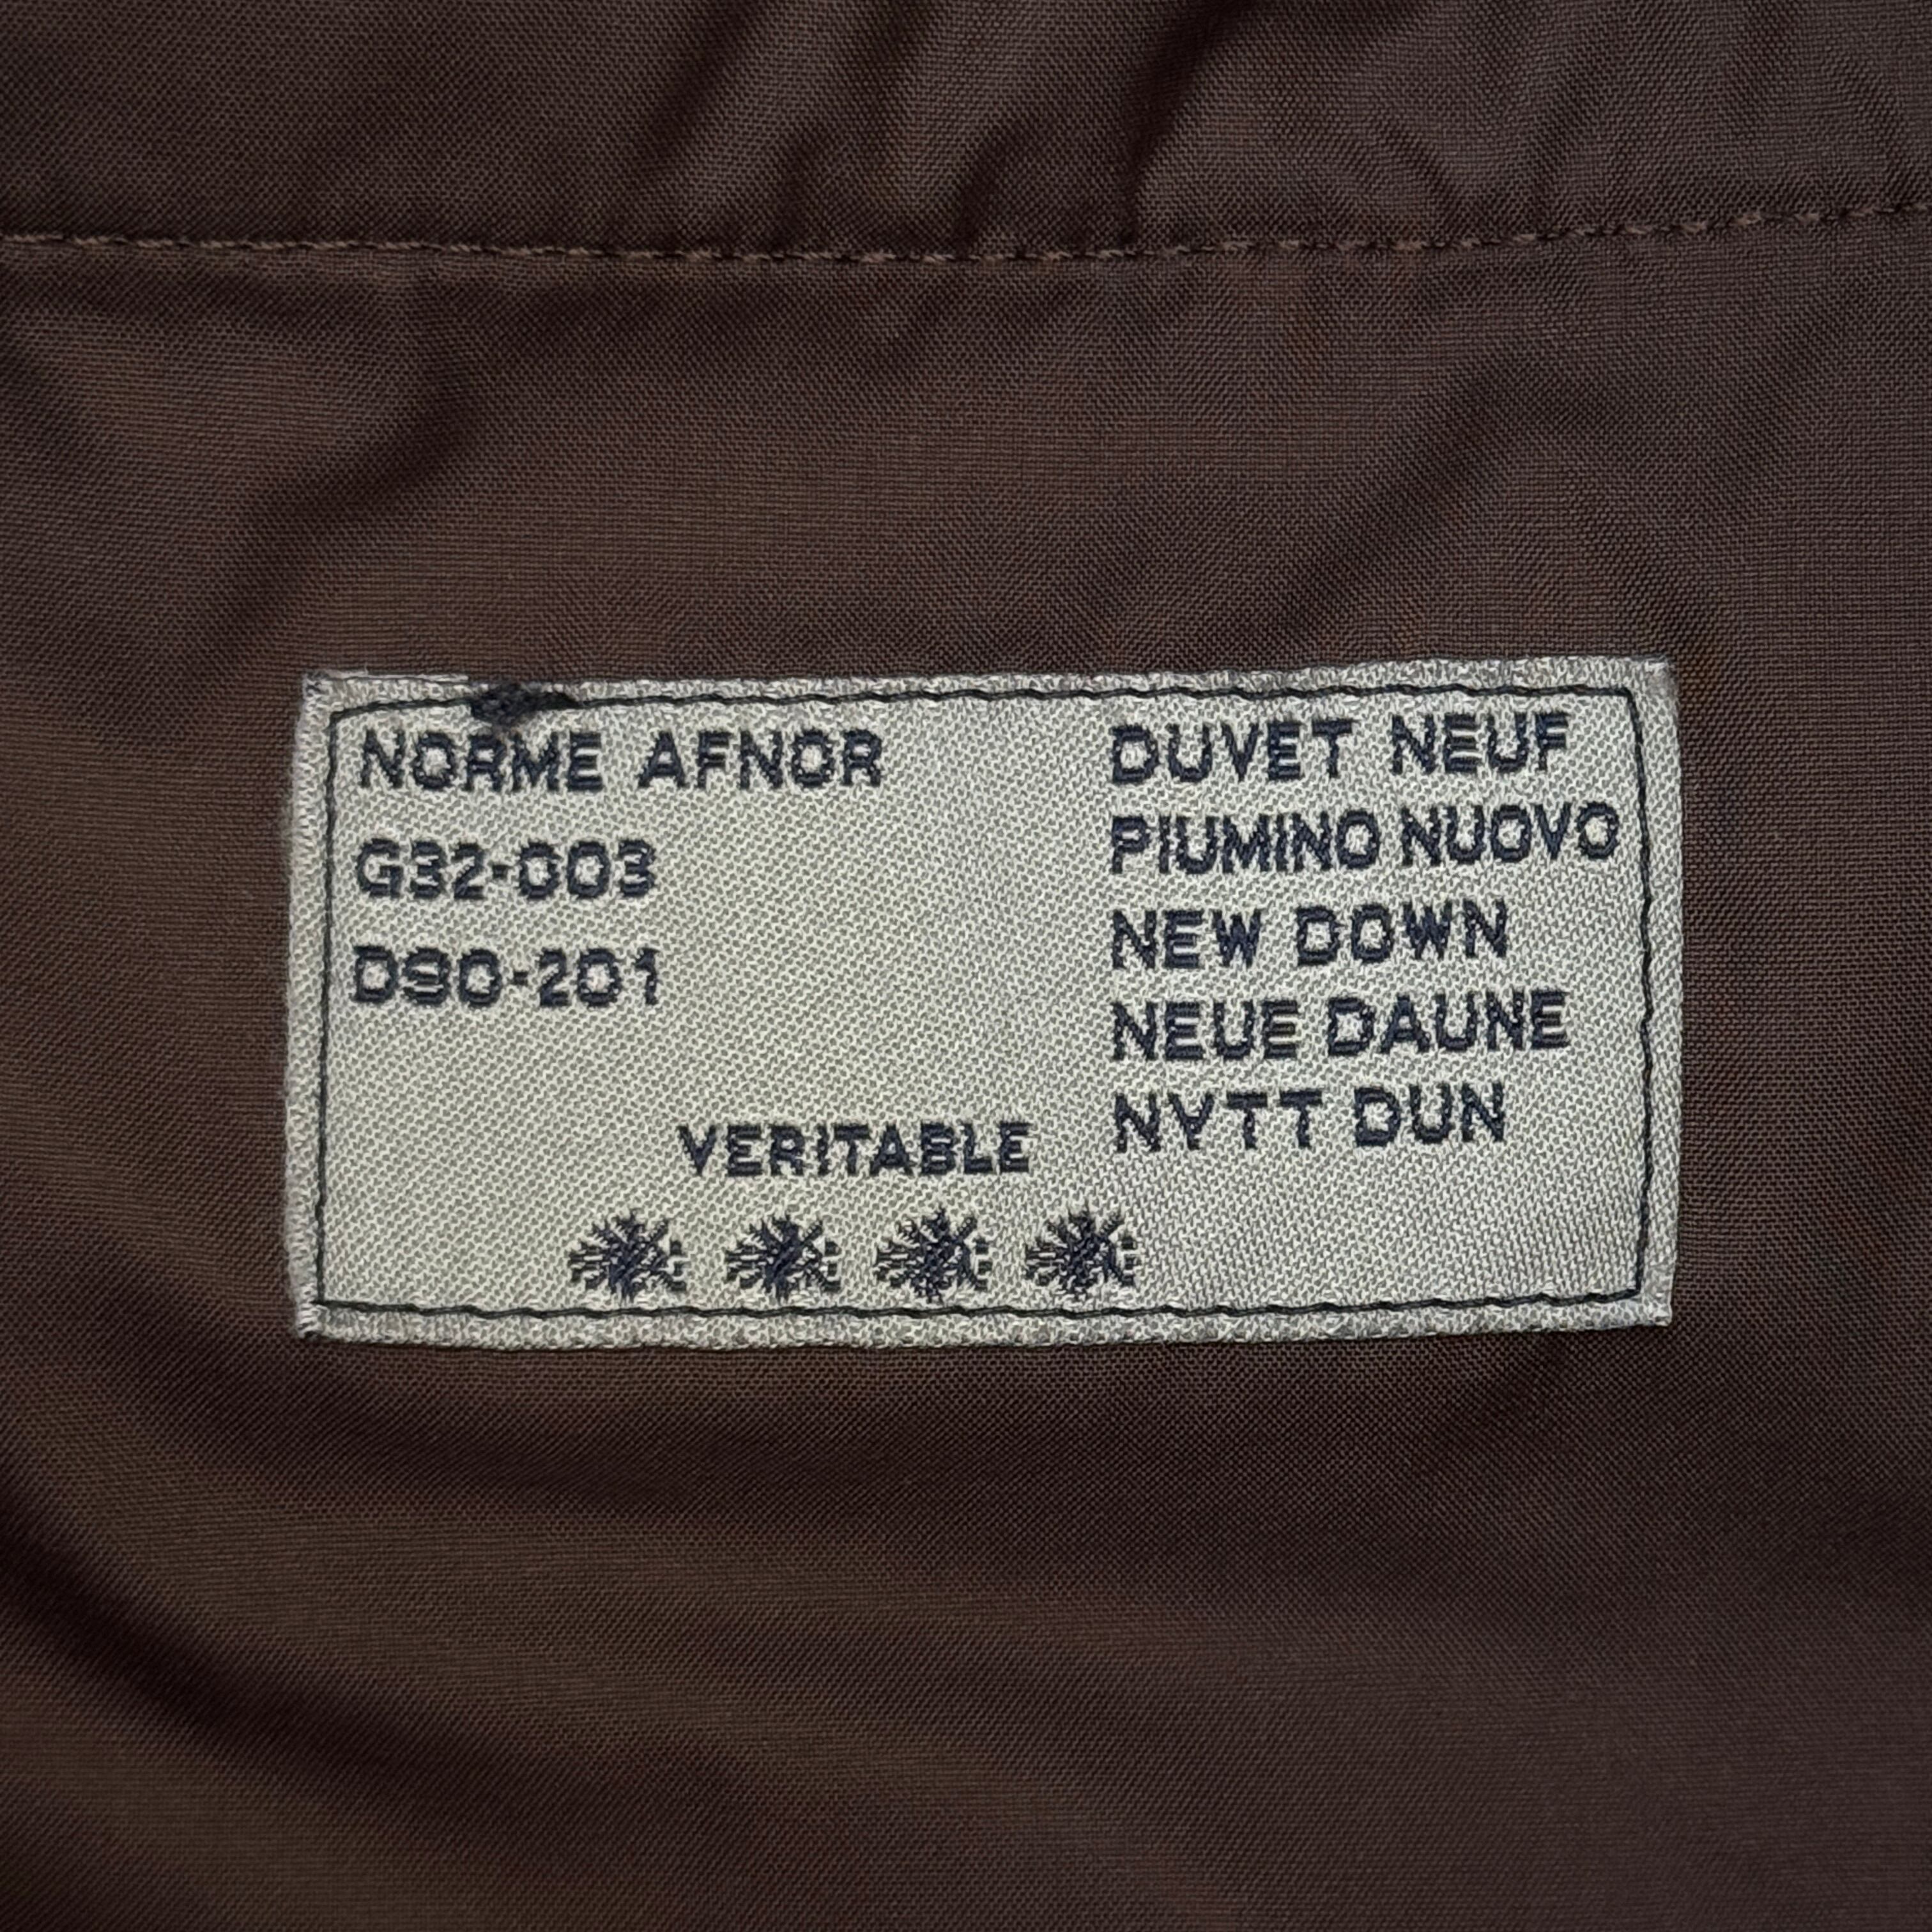 NORME AFNOR
G32-003
D90-201
DUVET NEUF
PIUMINO NUOVO
NEW DOWN
NEUE DAUNE
NYTT DUN
VERITABLE